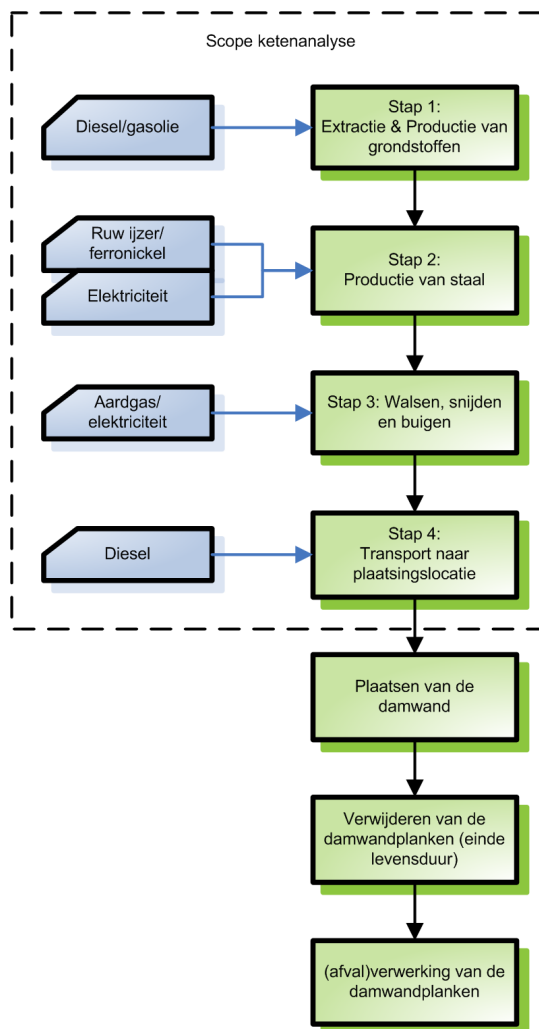 Scope ketenanalyse
Diesel/gasolie
Stap 1:
Extractie & Productie van
grondstoffen
Ruw ijzer/
ferronickel
Elektriciteit
Stap 2:
Productie van staal
Aardgas/
elektriciteit
Stap 3: Walsen, snijden
en buigen
Diesel
Stap 4:
Transport naar
plaatsingslocatie
Plaatsen van de
damwand
Verwijderen van de
damwandplanken (einde
levensduur)
(afval)verwerking van de
damwandplanken